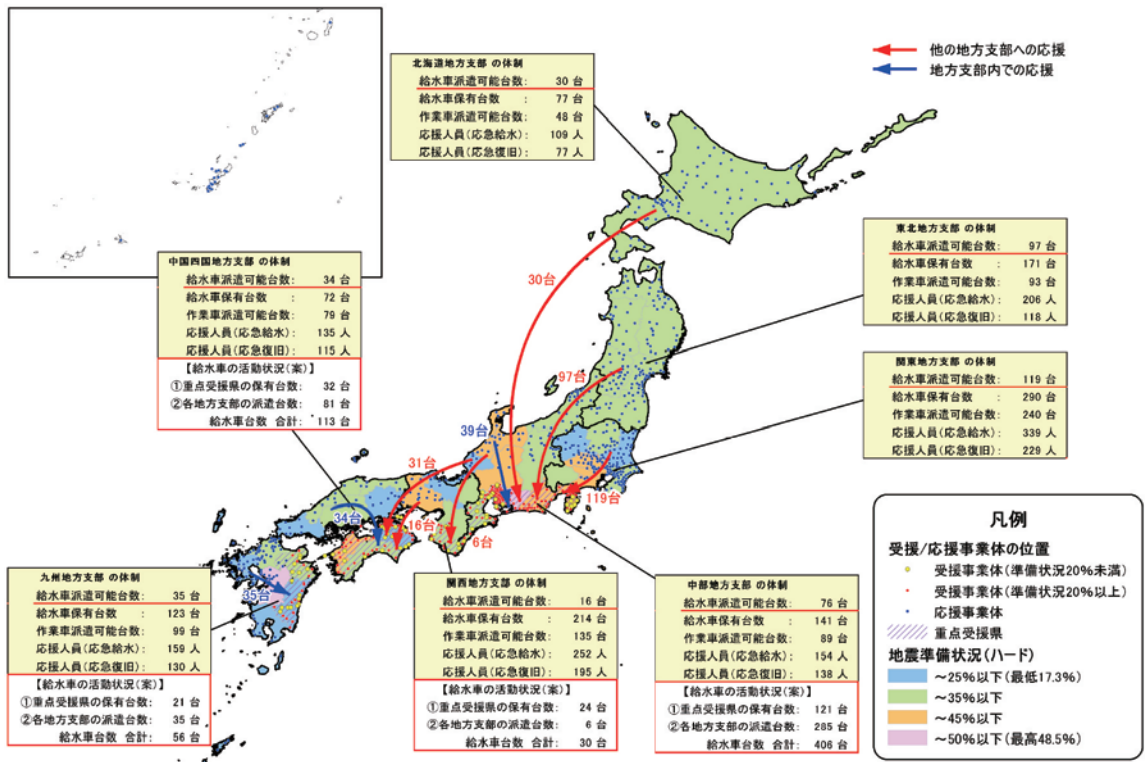 他の地方支部への応援
地方支部内での応援
北海道地方支部 の体制
給水車派遣可能台数: 30 台
給水車保有台数 : 77 台
作業車派遣可能台数: 48 台
応援人員(応急給水): 109 人
応援人員(応急復旧): 77 人
東北地方支部 の体制
給水車派遣可能台数: 97 台
給水車保有台数 : 171 台
作業車派遣可能台数: 93 台
応援人員(応急給水): 206 人
応援人員(応急復旧): 118 人
中国四国地方支部 の体制
給水車派遣可能台数: 34 台
給水車保有台数 : 72 台
作業車派遣可能台数: 79 台
応援人員(応急給水): 135 人
応援人員(応急復旧): 115 人
【給水車の活動状況(案)】
①重点受援県の保有台数: 32 台
②各地方支部の派遣台数: 81 台
給水車台数 合計: 113 台
関東地方支部 の体制
給水車派遣可能台数: 119 台
給水車保有台数 : 290 台
作業車派遣可能台数: 240 台
応援人員(応急給水): 339 人
応援人員(応急復旧): 229 人
30台
97台
39台
31台
119台
34台
16台
6台
35台
九州地方支部 の体制
給水車派遣可能台数: 35 台
給水車保有台数 : 123 台
作業車派遣可能台数: 99 台
応援人員(応急給水): 159 人
応援人員(応急復旧): 130 人
【給水車の活動状況(案)】
①重点受援県の保有台数: 21 台
②各地方支部の派遣台数: 35 台
給水車台数 合計: 56 台
関西地方支部 の体制
給水車派遣可能台数: 16 台
給水車保有台数 : 214 台
作業車派遣可能台数: 135 台
応援人員(応急給水): 252 人
応援人員(応急復旧): 195 人
【給水車の活動状況(案)】
①重点受援県の保有台数: 24 台
②各地方支部の派遣台数: 6 台
給水車台数 合計: 30 台
中部地方支部 の体制
給水車派遣可能台数: 76 台
給水車保有台数 : 141 台
作業車派遣可能台数: 89 台
応援人員(応急給水): 154 人
応援人員(応急復旧): 138 人
【給水車の活動状況(案)】
①重点受援県の保有台数: 121 台
②各地方支部の派遣台数: 285 台
給水車台数 合計: 406 台
凡例
受援/応援事業体の位置
受援事業体(準備状況20%未満)
受援事業体(準備状況20%以上)
応援事業体
重点受援県
地震準備状況(ハード)
～25%以下(最低17.3%)
～35%以下
～45%以下
～50%以下(最高48.5%)